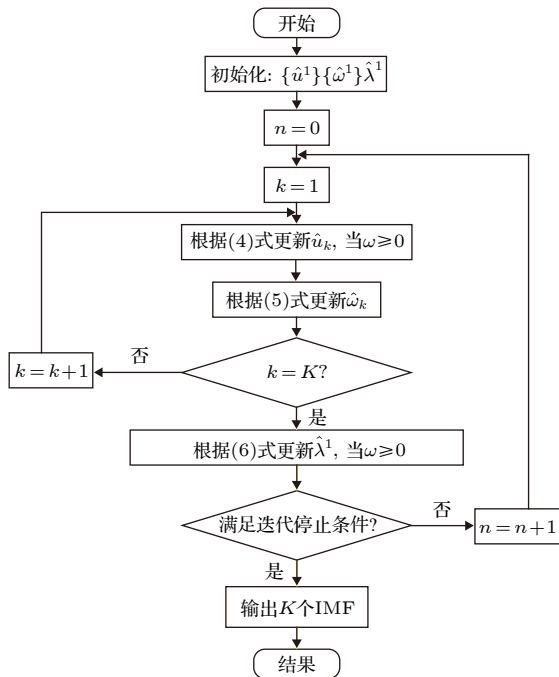 开始
初始化: {û¹}{ω̂¹}λ̂¹
n=0
k=1
根据(4)式更新û_k, 当ω⩾0
根据(5)式更新ω̂_k
否
k=k+1
k=K?
是
根据(6)式更新λ̂¹, 当ω⩾0
满足迭代停止条件?
否
n=n+1
是
输出K个IMF
结果